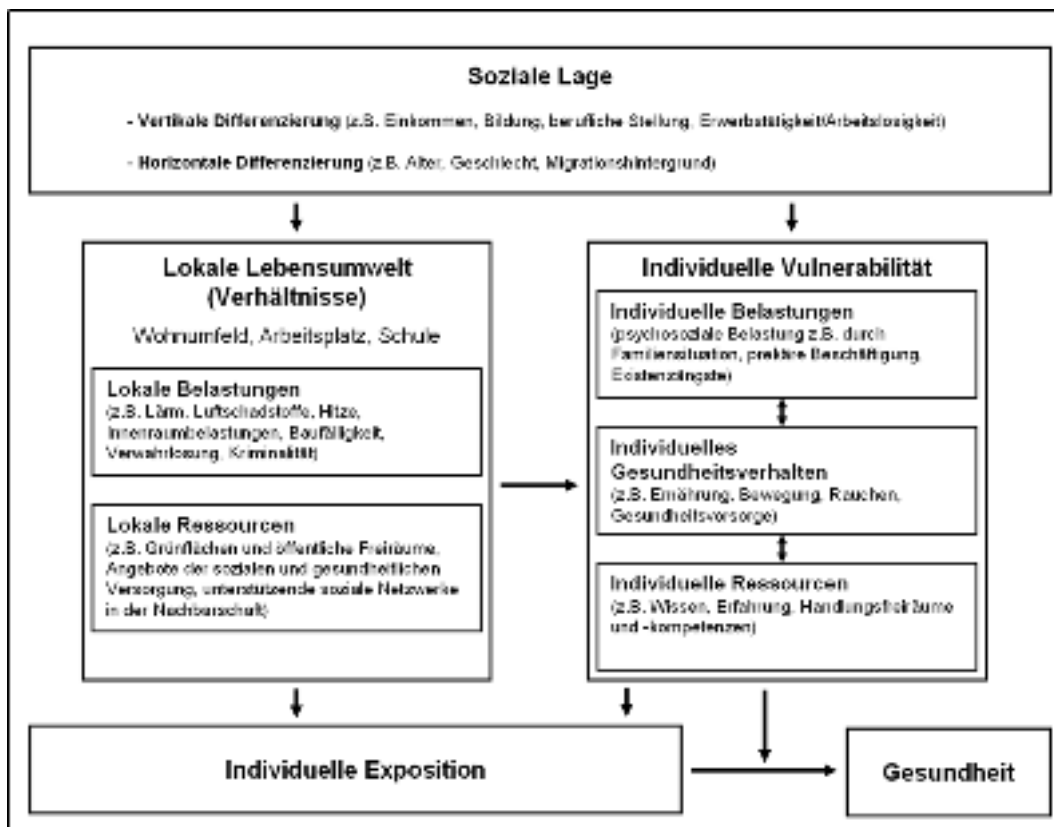 Soziale Lage
- Vertikale Differenzierung (z.B. Einkommen, Bildung, berufliche Stellung, Erwerbstätigkeit/Arbeitslosigkeit)
- Horizontale Differenzierung (z.B. Alter, Geschlecht, Migrationshintergrund)
Lokale Lebensumwelt
(Verhältnisse)
Wohnumfeld, Arbeitsplatz, Schule
Lokale Belastungen
(z.B. Lärm, Luftschadstoffe, Hitze,
Innenraumbelastungen, Baufälligkeit,
Verwahrlosung, Kriminalität)
Lokale Ressourcen
(z.B. Grünflächen und öffentliche Freiräume,
Angebote der sozialen und gesundheitlichen
Versorgung, unterstützende soziale Netzwerke
in der Nachbarschaft)
Individuelle Vulnerabilität
Individuelle Belastungen
(psychosoziale Belastung z.B. durch
Familiensituation, prekäre Beschäftigung,
Existenzängste)
Individuelles
Gesundheitsverhalten
(z.B. Ernährung, Bewegung, Rauchen,
Gesundheitsvorsorge)
Individuelle Ressourcen
(z.B. Wissen, Erfahrung, Handlungsfreiräume
und -kompetenzen)
Individuelle Exposition
Gesundheit